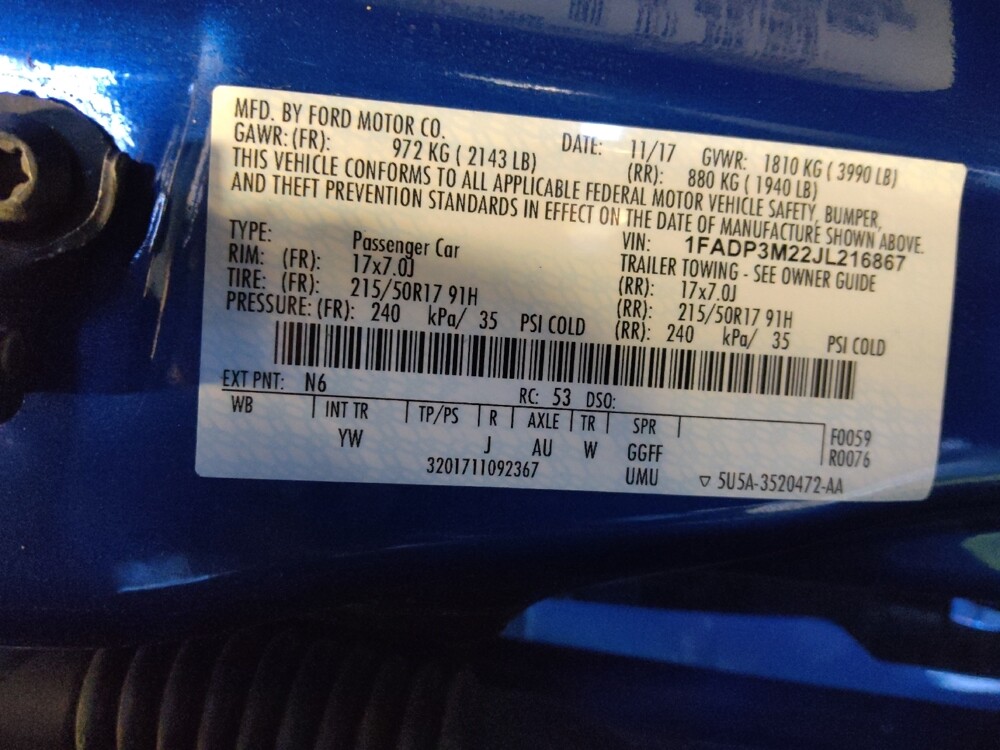 MFD. BY FORD MOTOR CO.
DATE: 11/17 GVWR: 1810 KG ( 3990 LB)
GAWR: (FR): 972 KG ( 2143 LB) (RR): 880 KG ( 1940 LB)
THIS VEHICLE CONFORMS TO ALL APPLICABLE FEDERAL MOTOR VEHICLE SAFETY, BUMPER,
AND THEFT PREVENTION STANDARDS IN EFFECT ON THE DATE OF MANUFACTURE SHOWN ABOVE.
VIN: 1FADP3M22JL216867
TYPE: Passenger Car TRAILER TOWING - SEE OWNER GUIDE
RIM: (FR): 17x7.0J (RR): 17x7.0J
TIRE: (FR): 215/50R17 91H (RR): 215/50R17 91H
PRESSURE: (FR): 240 kPa/ 35 PSI COLD (RR): 240 kPa/ 35 PSI COLD
EXT PNT: N6 RC: 53 DSO:
WB INT TR TP/PS R AXLE TR SPR F0059
YW J AU W GGFF R0076
3201711092367 UMU ▽ 5U5A-3520472-AA